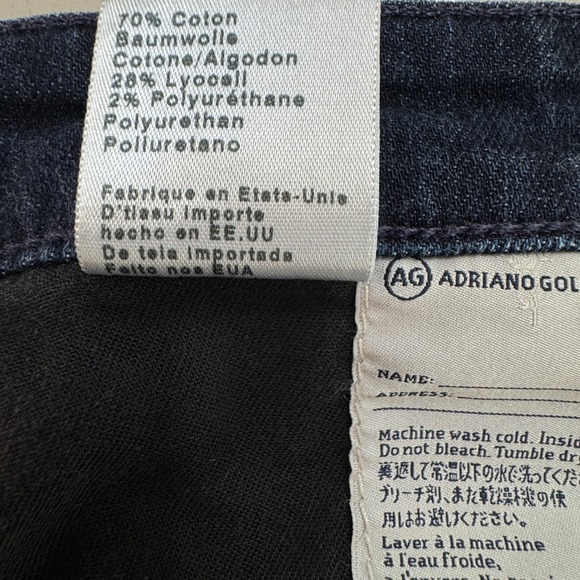 70% Coton
Baumwolle
Cotone/Algodon
28% Lyocell
2% Polyuréthane
Polyurethan
Poliuretano
Fabrique en Etats-Unis
D'tissu importe
hecho en EE.UU
De tela importada
Feito nos EUA
AG ADRIANO GOL
NAME:
ADDRESS:
Machine wash cold. Insid
Do not bleach. Tumble dr
裏返して常温以下の水で洗ってくだ
ブリーチ剤、また乾燥機の使
用はお避けください。
Laver à la machine
à l'eau froide,